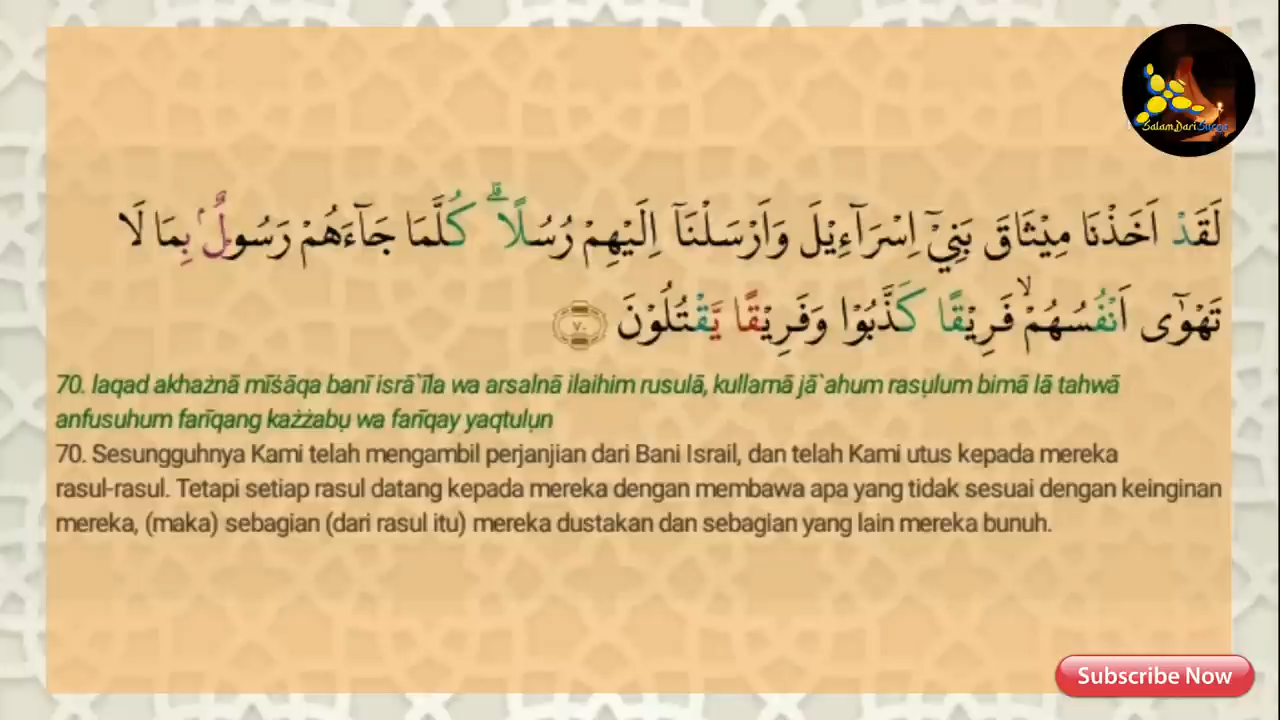 SalamDariSurga
لَقَدْ اَخَذْنَا مِيْثَاقَ بَنِيْٓ اِسْرَاۤءِيْلَ وَاَرْسَلْنَآ اِلَيْهِمْ رُسُلًاۗ كُلَّمَا جَاۤءَهُمْ رَسُولٌۢ بِمَا لَا
تَهْوٰٓى اَنْفُسُهُمْۙ فَرِيْقًا كَذَّبُوْا وَفَرِيْقًا يَّقْتُلُوْنَ ٧٠
70. laqad akhażnā mīṡāqa banī isrā`īla wa arsalnā ilaihim rusulā, kullamā jā`ahum rasụlum bimā lā tahwā
anfusuhum farīqang każżabụ wa farīqay yaqtulụn
70. Sesungguhnya Kami telah mengambil perjanjian dari Bani Israil, dan telah Kami utus kepada mereka
rasul-rasul. Tetapi setiap rasul datang kepada mereka dengan membawa apa yang tidak sesuai dengan keinginan
mereka, (maka) sebagian (dari rasul itu) mereka dustakan dan sebagian yang lain mereka bunuh.
Subscribe Now